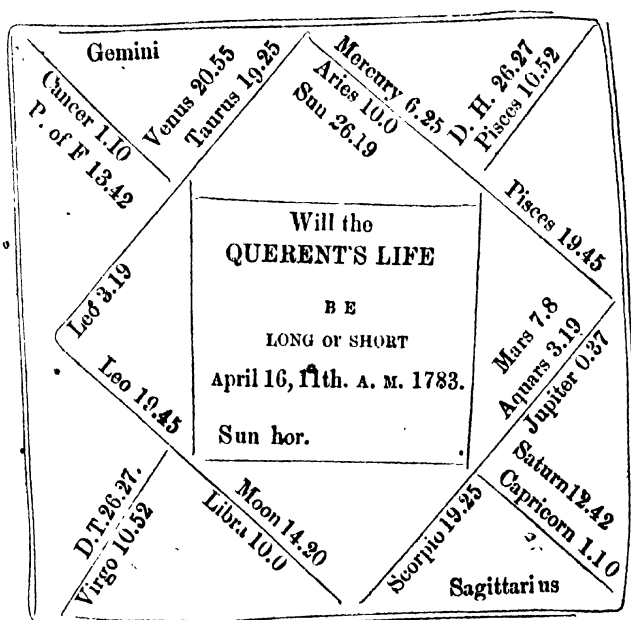 Gemini
Cancer 1.10
P. of F 13.42
Venus 20.55
Taurus 19.25
Mercury 6.25
Aries 10.0
Sun 26.19
D. H. 26.27
Pisces 10.52
Pisces 19.45
Leo 3.19
Will the
QUERENT'S LIFE
BE
LONG or SHORT
April 16, 11th. A. M. 1783.
Sun hor.
Mars 7.8
Aquars 3.19
Jupiter 0.37
Leo 19.45
D.T.26.27.
Virgo 10.52
Moon 14.20
Libra 10.0
Scorpio 19.25
Saturn 12.42
Capricorn 1.10
Sagittarius